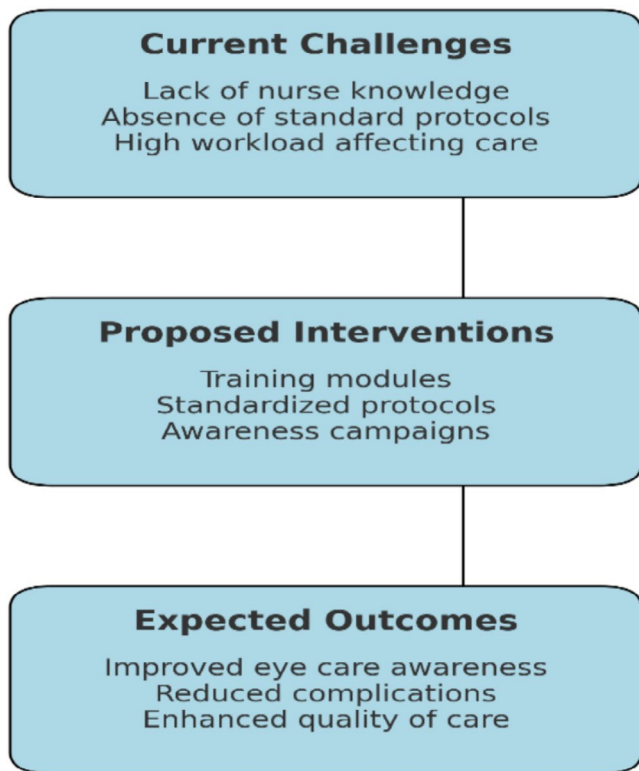 Current Challenges
Lack of nurse knowledge
Absence of standard protocols
High workload affecting care
Proposed Interventions
Training modules
Standardized protocols
Awareness campaigns
Expected Outcomes
Improved eye care awareness
Reduced complications
Enhanced quality of care